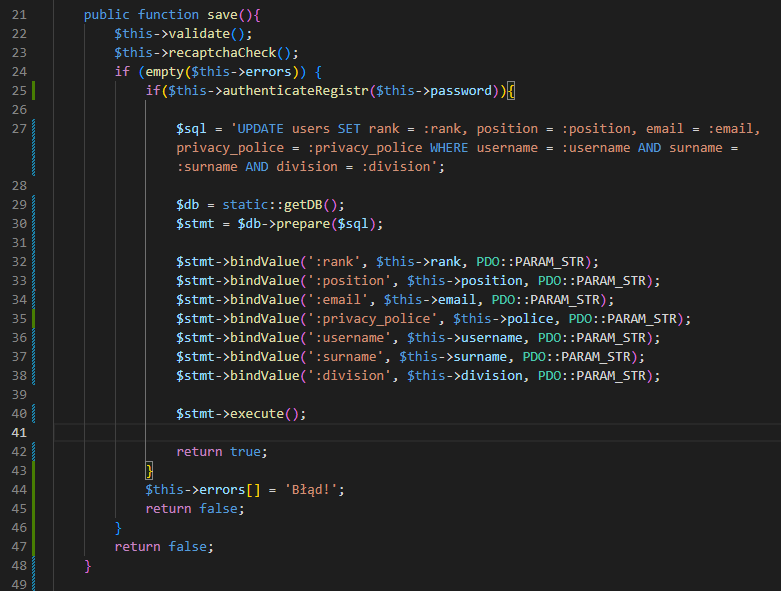 21 public function save(){
22 $this->validate();
23 $this->recaptchaCheck();
24 if (empty($this->errors)) {
25 if($this->authenticateRegistr($this->password)){
26
27 $sql = 'UPDATE users SET rank = :rank, position = :position, email = :email,
privacy_police = :privacy_police WHERE username = :username AND surname =
:surname AND division = :division';
28
29 $db = static::getDB();
30 $stmt = $db->prepare($sql);
31
32 $stmt->bindValue(':rank', $this->rank, PDO::PARAM_STR);
33 $stmt->bindValue(':position', $this->position, PDO::PARAM_STR);
34 $stmt->bindValue(':email', $this->email, PDO::PARAM_STR);
35 $stmt->bindValue(':privacy_police', $this->police, PDO::PARAM_STR);
36 $stmt->bindValue(':username', $this->username, PDO::PARAM_STR);
37 $stmt->bindValue(':surname', $this->surname, PDO::PARAM_STR);
38 $stmt->bindValue(':division', $this->division, PDO::PARAM_STR);
39
40 $stmt->execute();
41
42 return true;
43 }
44 $this->errors[] = 'Błąd!';
45 return false;
46 }
47 return false;
48 }
49